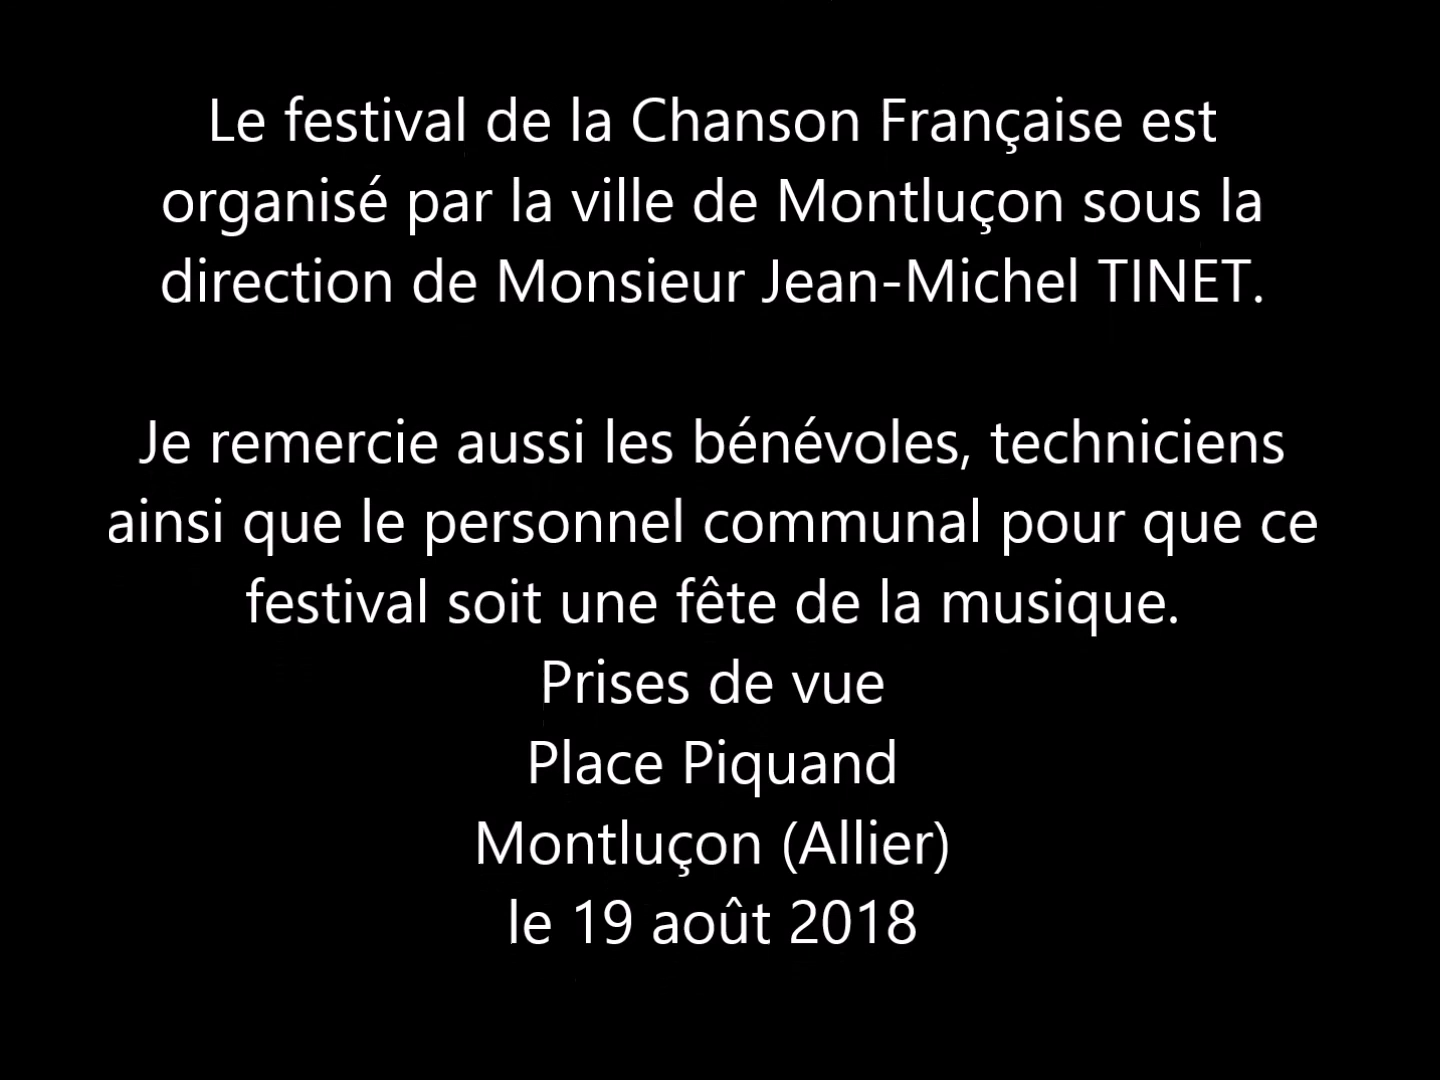 Le festival de la Chanson Française est
organisé par la ville de Montluçon sous la
direction de Monsieur Jean-Michel TINET.
Je remercie aussi les bénévoles, techniciens
ainsi que le personnel communal pour que ce
festival soit une fête de la musique.
Prises de vue
Place Piquand
Montluçon (Allier)
le 19 août 2018